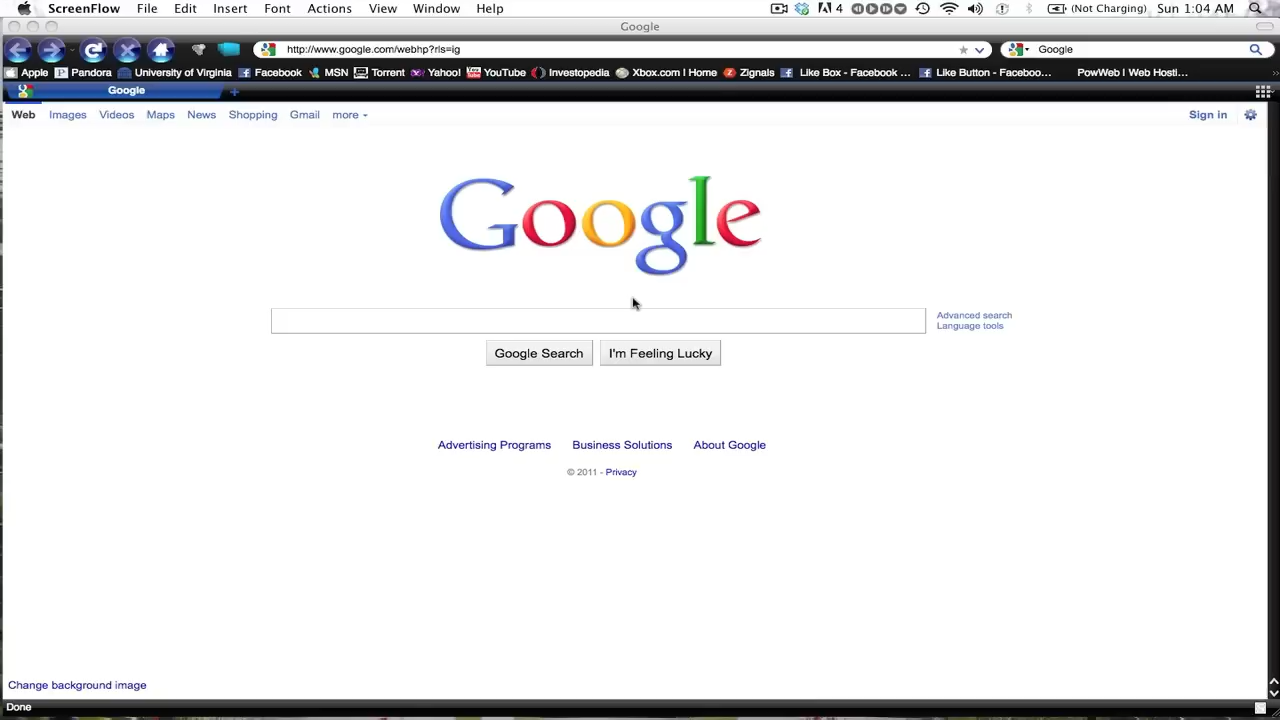 ScreenFlow File Edit Insert Font Actions View Window Help 4 (Not Charging) Sun 1:04 AM
Google
http://www.google.com/webhp?rls=ig Google
Apple Pandora University of Virginia Facebook MSN Torrent Yahoo! YouTube Investopedia Xbox.com | Home Zignals Like Box - Facebook ... Like Button - Faceboo... PowWeb | Web Hosti...
Google
Web Images Videos Maps News Shopping Gmail more Sign in
Google
Advanced search
Language tools
Google Search I'm Feeling Lucky
Advertising Programs Business Solutions About Google
© 2011 - Privacy
Change background image
Done